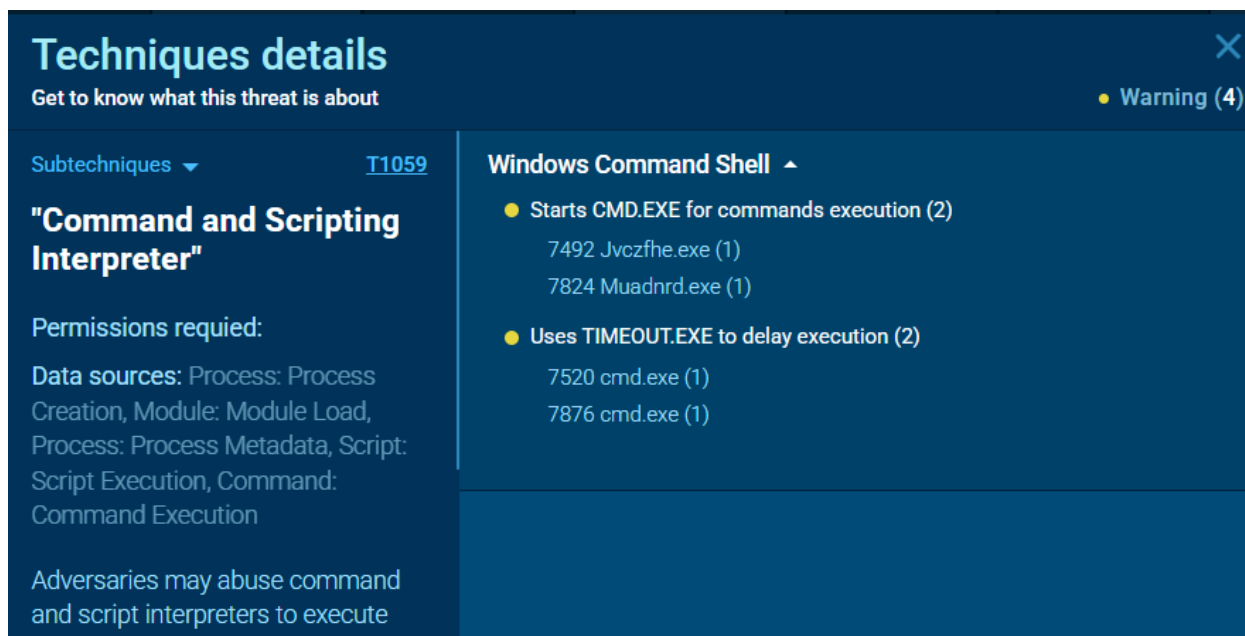 Techniques details
Get to know what this threat is about
Warning (4)
Subtechniques
T1059
"Command and Scripting
Interpreter"
Permissions requied:
Data sources: Process: Process
Creation, Module: Module Load,
Process: Process Metadata, Script:
Script Execution, Command:
Command Execution
Adversaries may abuse command
and script interpreters to execute
Windows Command Shell
Starts CMD.EXE for commands execution (2)
7492 Jvczfhe.exe (1)
7824 Muadnrd.exe (1)
Uses TIMEOUT.EXE to delay execution (2)
7520 cmd.exe (1)
7876 cmd.exe (1)